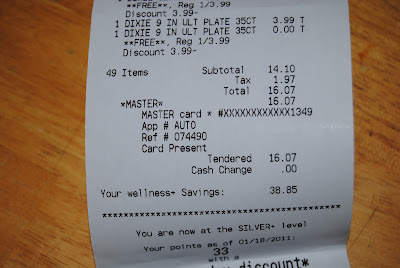 **FREE**, Reg 1/3.99
Discount 3.99-
1 DIXIE 9 IN ULT PLATE 35CT 3.99 T
1 DIXIE 9 IN ULT PLATE 35CT 0.00 T
**FREE**, Reg 1/3.99
Discount 3.99-
49 Items Subtotal 14.10
Tax 1.97
Total 16.07
*MASTER* 16.07
MASTER card * #XXXXXXXXXXXX1349
App # AUTO
Ref # 074490
Card Present
Tendered 16.07
Cash Change .00
Your wellness+ Savings: 38.85
****************************************
You are now at the SILVER+ level
Your points as of 01/18/2011:
33
with a
discount*